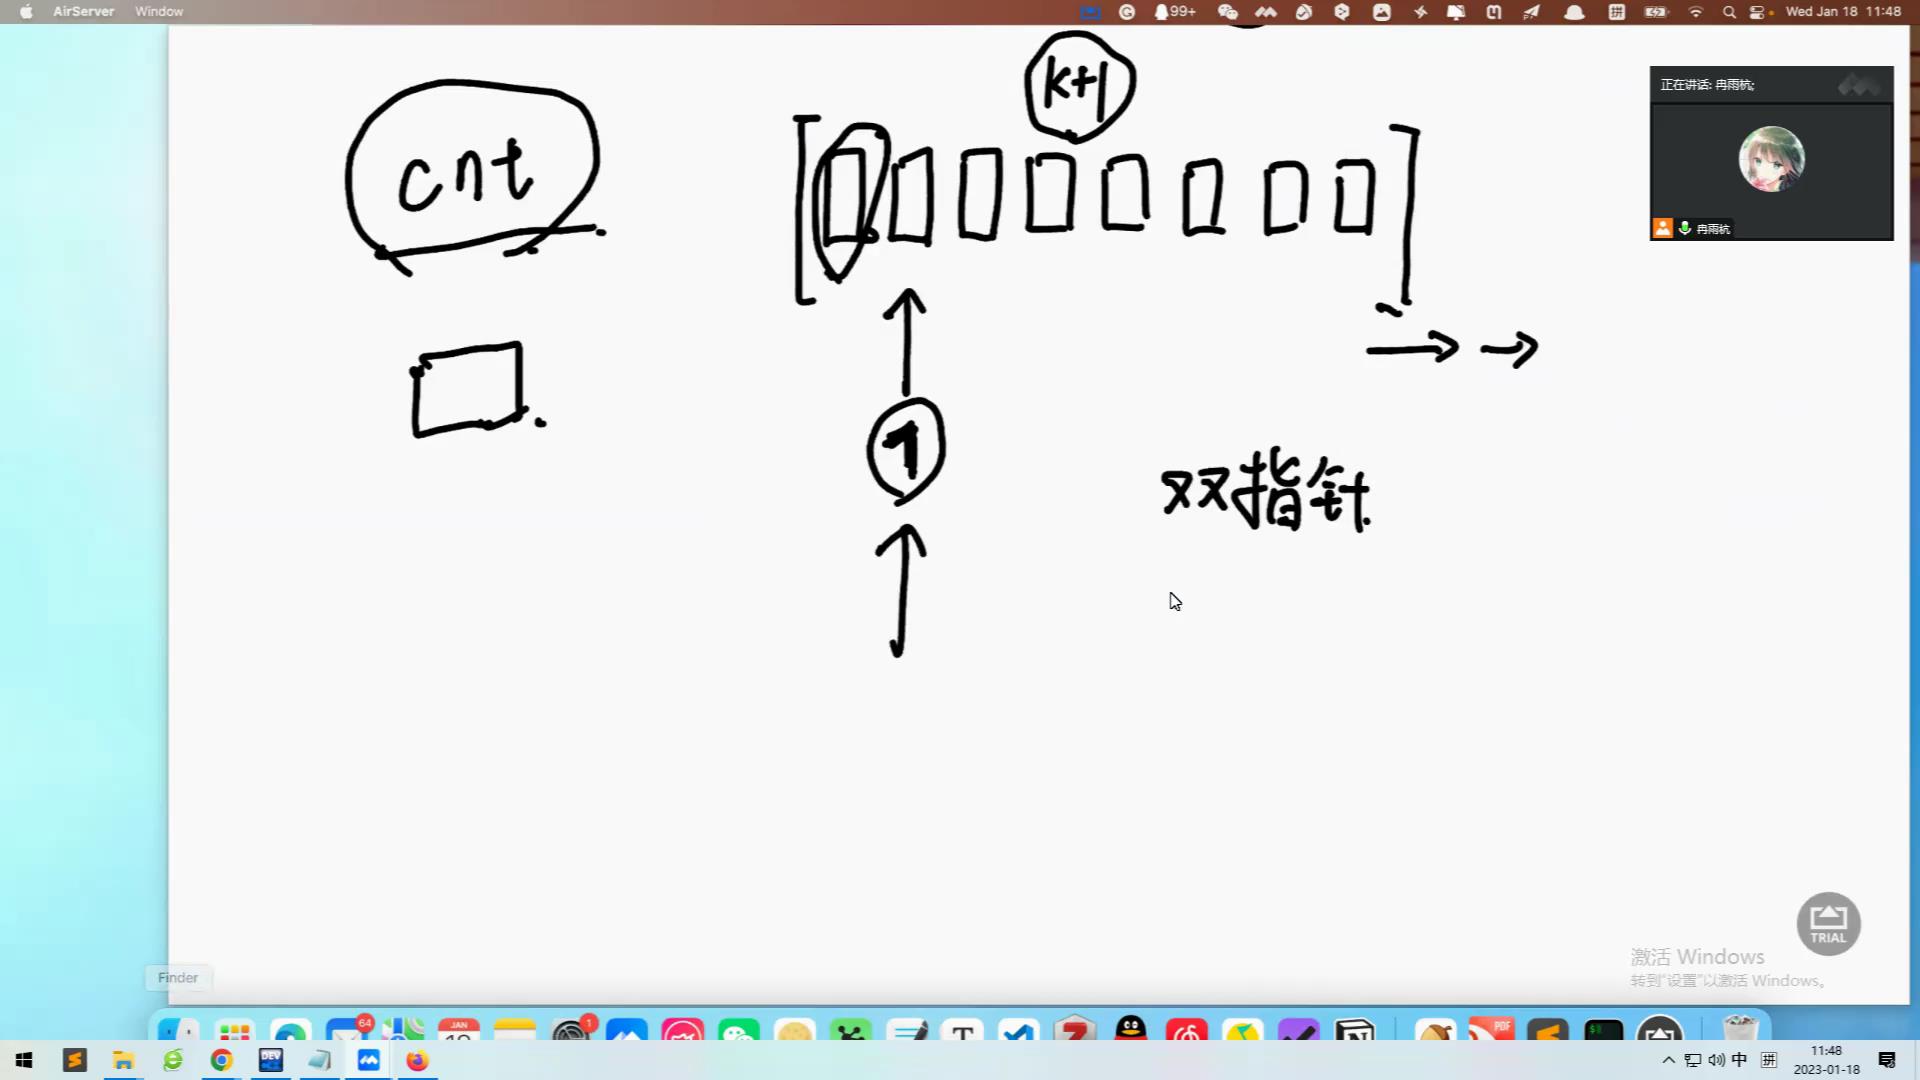 AirServer Window
99+
Wed Jan 18 11:48
k+1
正在讲话: 冉雨杭;
cnt
冉雨杭
1
双指针
TRIAL
激活 Windows
转到“设置”以激活 Windows。
Finder
64
JAN
1
PDF
T
N
DEV
中
拼
11:48
2023-01-18